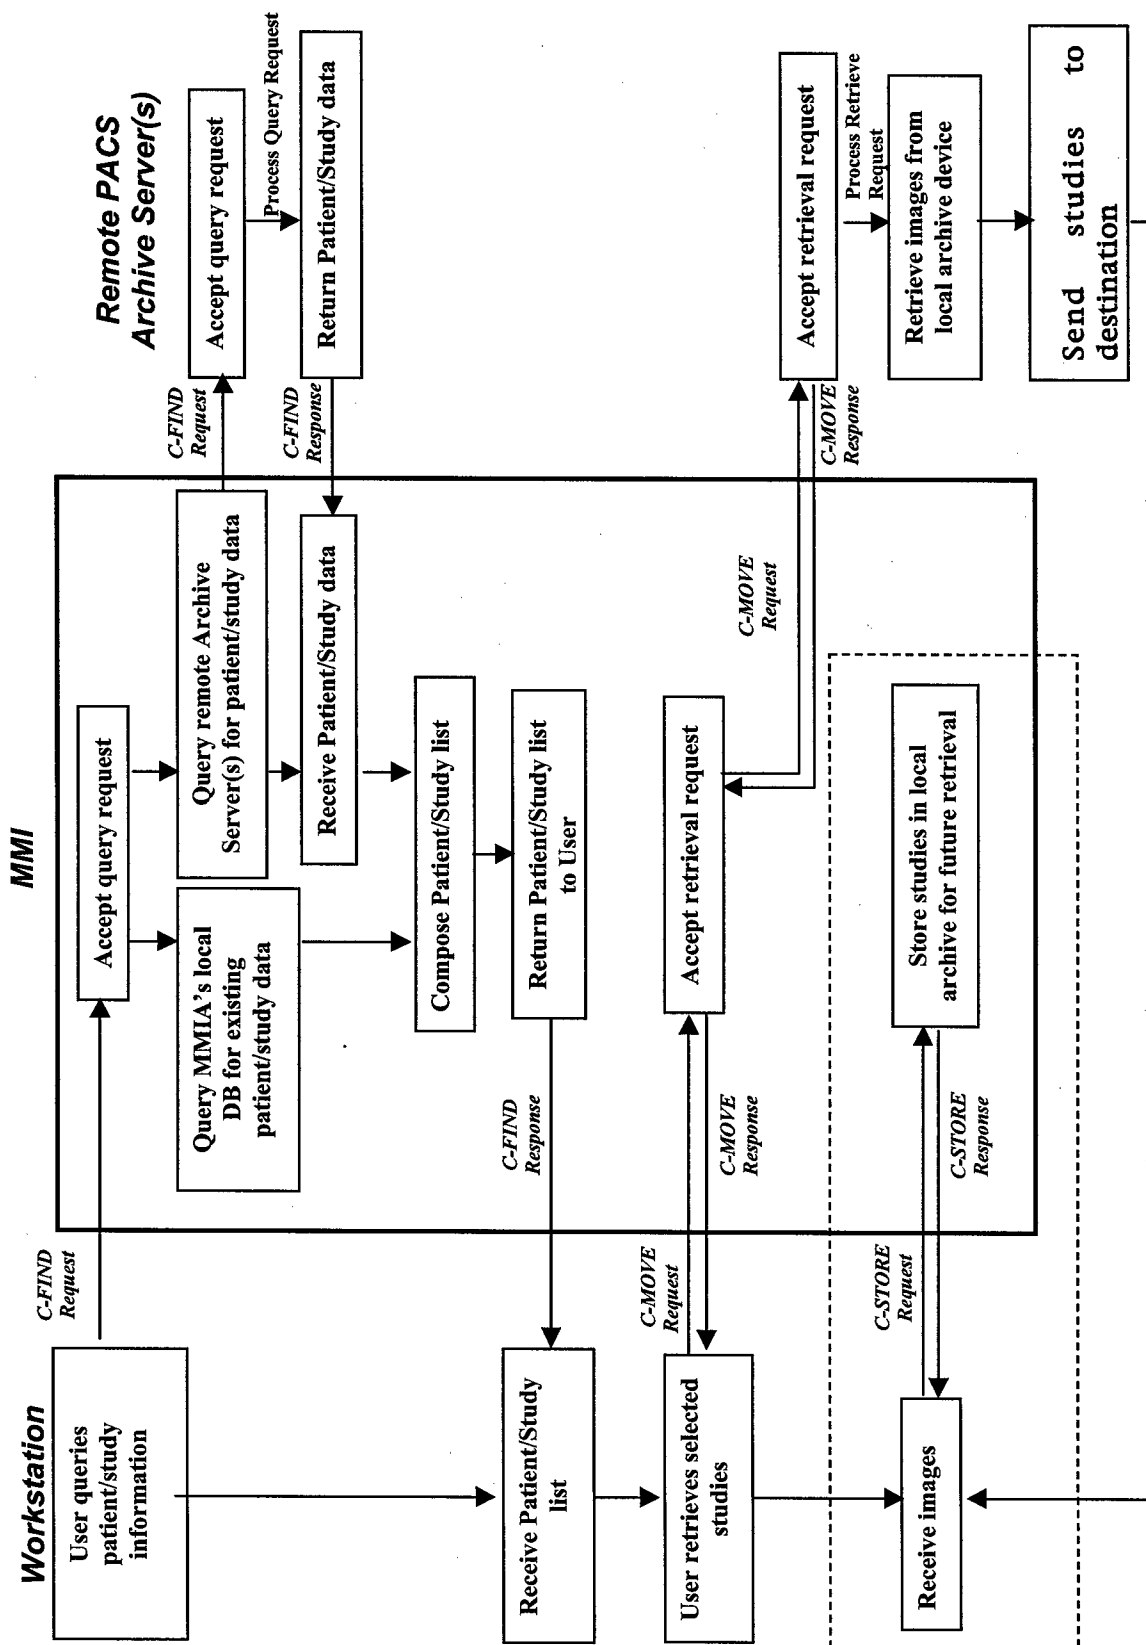 Workstation
MMI
Remote PACS
Archive Server(s)
User queries
patient/study
information
C-FIND
Request
Accept query request
C-FIND
Request
Accept query request
Process Query Request
Query MMIA's local
DB for existing
patient/study data
Query remote Archive
Server(s) for patient/study data
Receive Patient/Study data
C-FIND
Response
Return Patient/Study data
Compose Patient/Study list
Return Patient/Study list
to User
C-FIND
Response
Receive Patient/Study
list
User retrieves selected
studies
C-MOVE
Request
C-MOVE
Response
Accept retrieval request
C-MOVE
Request
C-MOVE
Response
Accept retrieval request
Process Retrieve
Request
Retrieve images from
local archive device
Send studies to
destination
Receive images
C-STORE
Request
C-STORE
Response
Store studies in local
archive for future retrieval